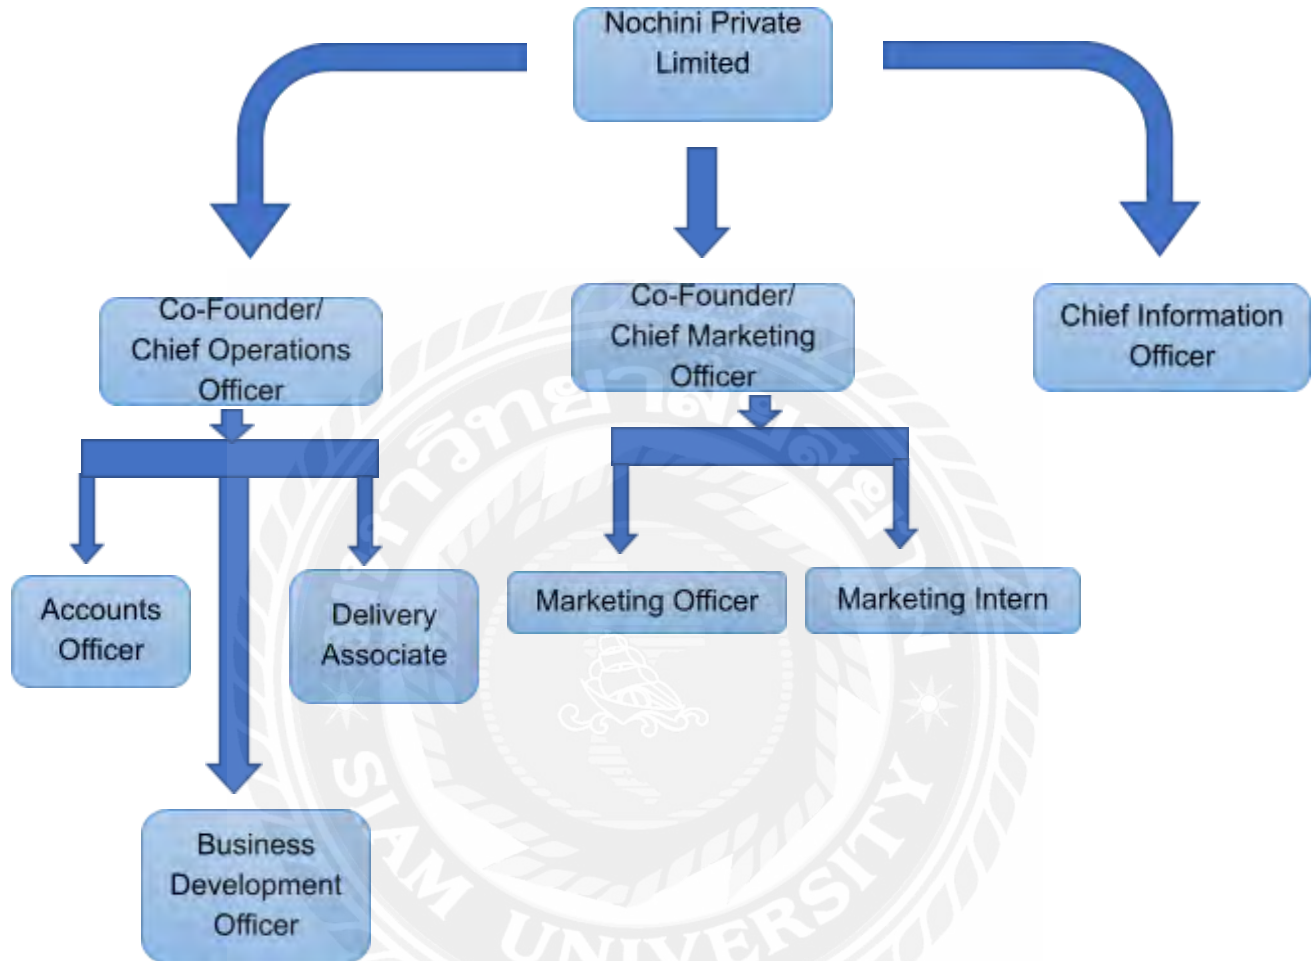 Nochini Private
Limited
Co-Founder/
Chief Operations
Officer
Co-Founder/
Chief Marketing
Officer
Chief Information
Officer
Accounts
Officer
Delivery
Associate
Marketing Officer
Marketing Intern
Business
Development
Officer
SIAM UNIVERSITY